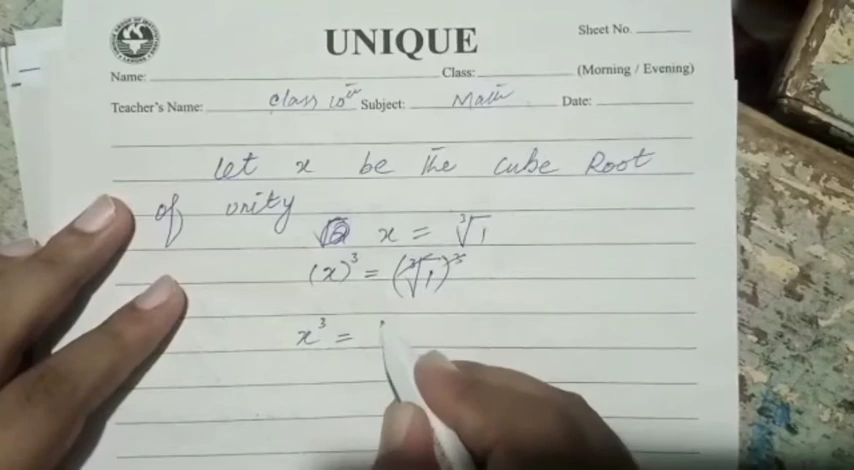 UNIQUE
Sheet No.
Name: Class: (Morning / Evening)
Teacher's Name: Class 10th Subject: Math Date:
Let x be the cube Root
of unity
x = ∛1
(x)³ = (∛1)³
x³ =